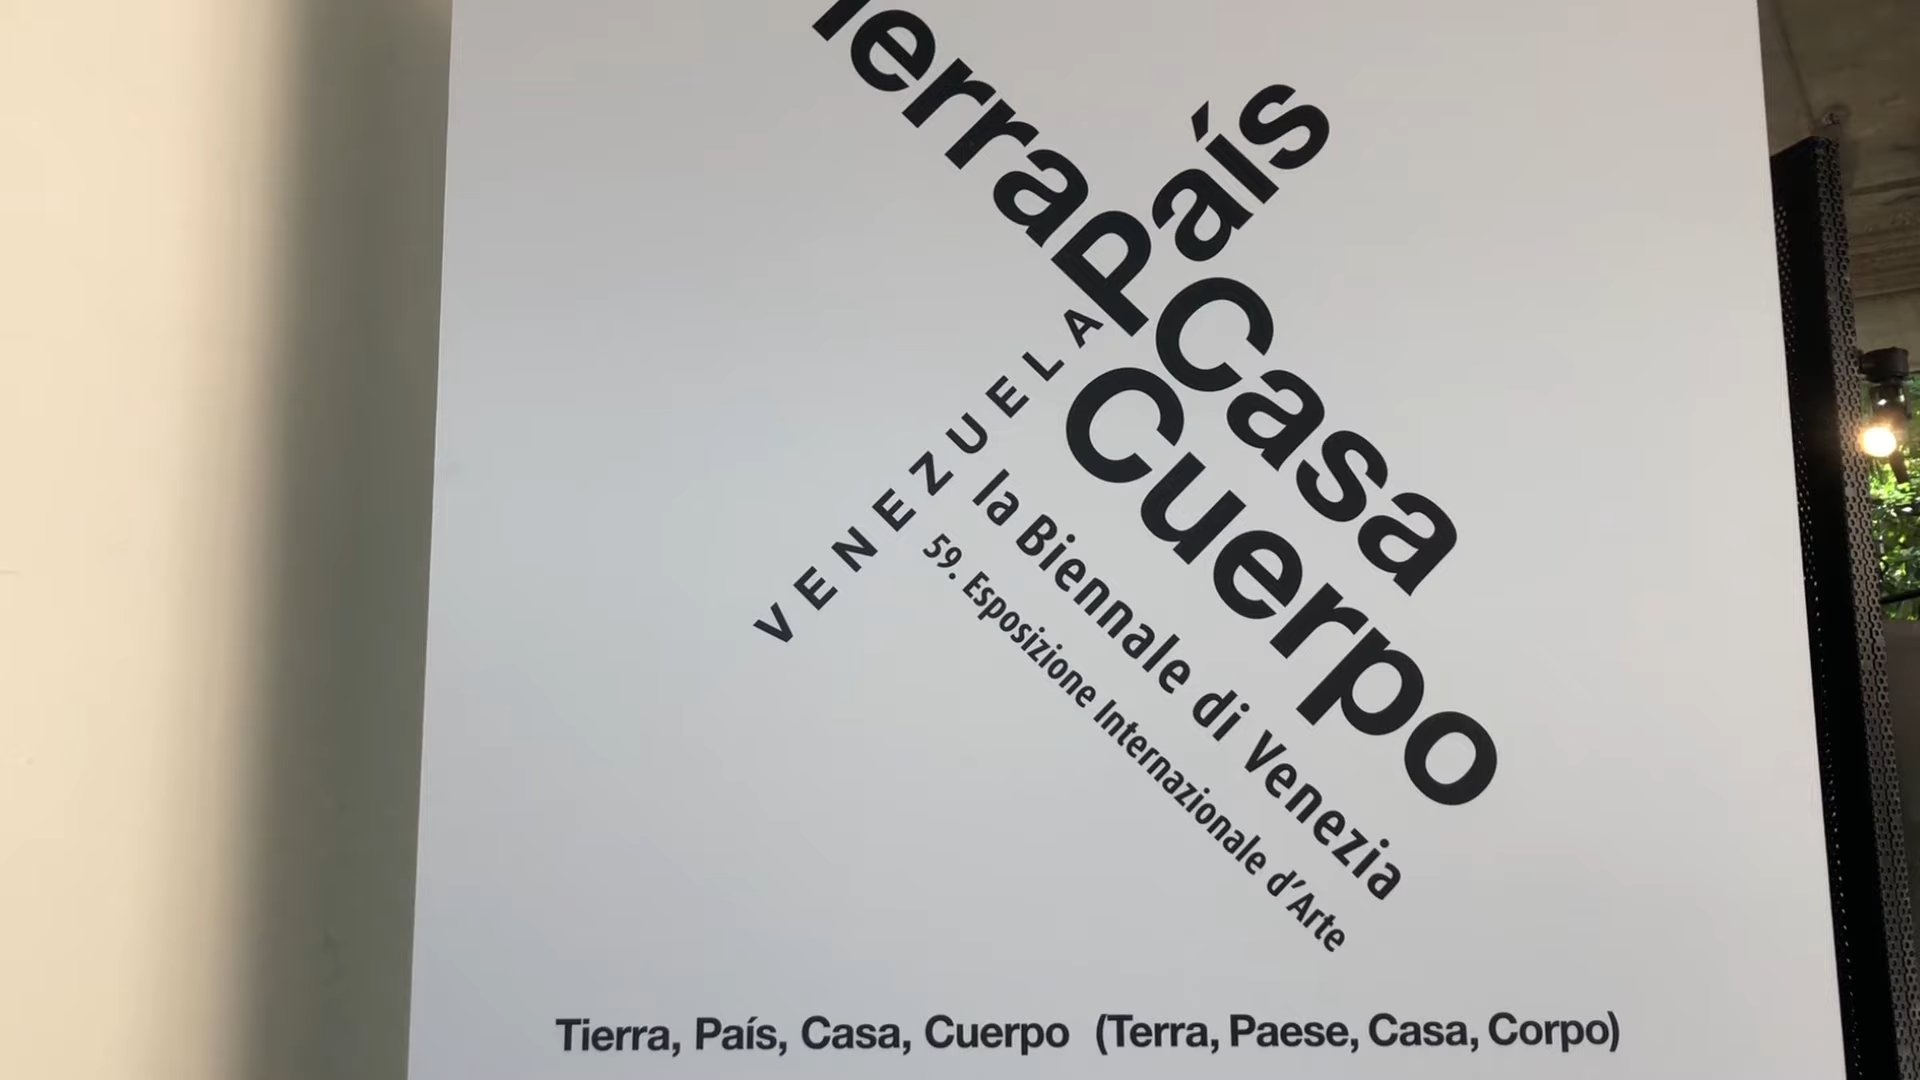 ierra
País
Casa
Cuerpo
VENEZUELA
la Biennale di Venezia
59. Esposizione Internazionale d'Arte
Tierra, País, Casa, Cuerpo (Terra, Paese, Casa, Corpo)